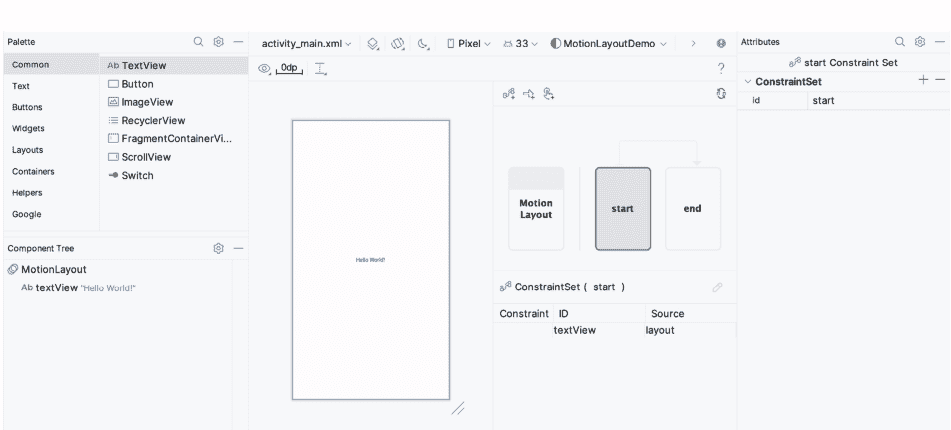 Palette
Common
Text
Buttons
Widgets
Layouts
Containers
Helpers
Google
Ab TextView
Button
ImageView
RecyclerView
FragmentContainerVi...
ScrollView
Switch
Component Tree
MotionLayout
Ab textView "Hello World!"
activity_main.xml
Pixel
33
MotionLayoutDemo
0dp
?
Hello World!
Motion
Layout
start
end
ConstraintSet ( start )
Constraint ID Source
textView layout
Attributes
start Constraint Set
ConstraintSet
id start